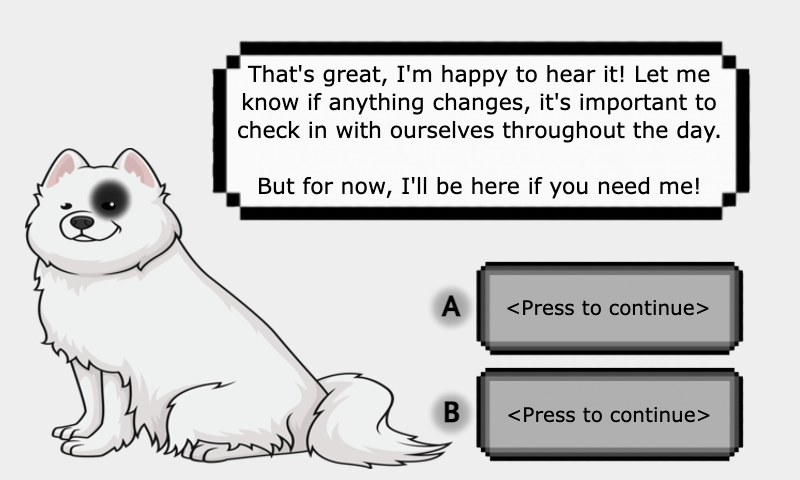 That's great, I'm happy to hear it! Let me
know if anything changes, it's important to
check in with ourselves throughout the day.
But for now, I'll be here if you need me!
A
<Press to continue>
B
<Press to continue>